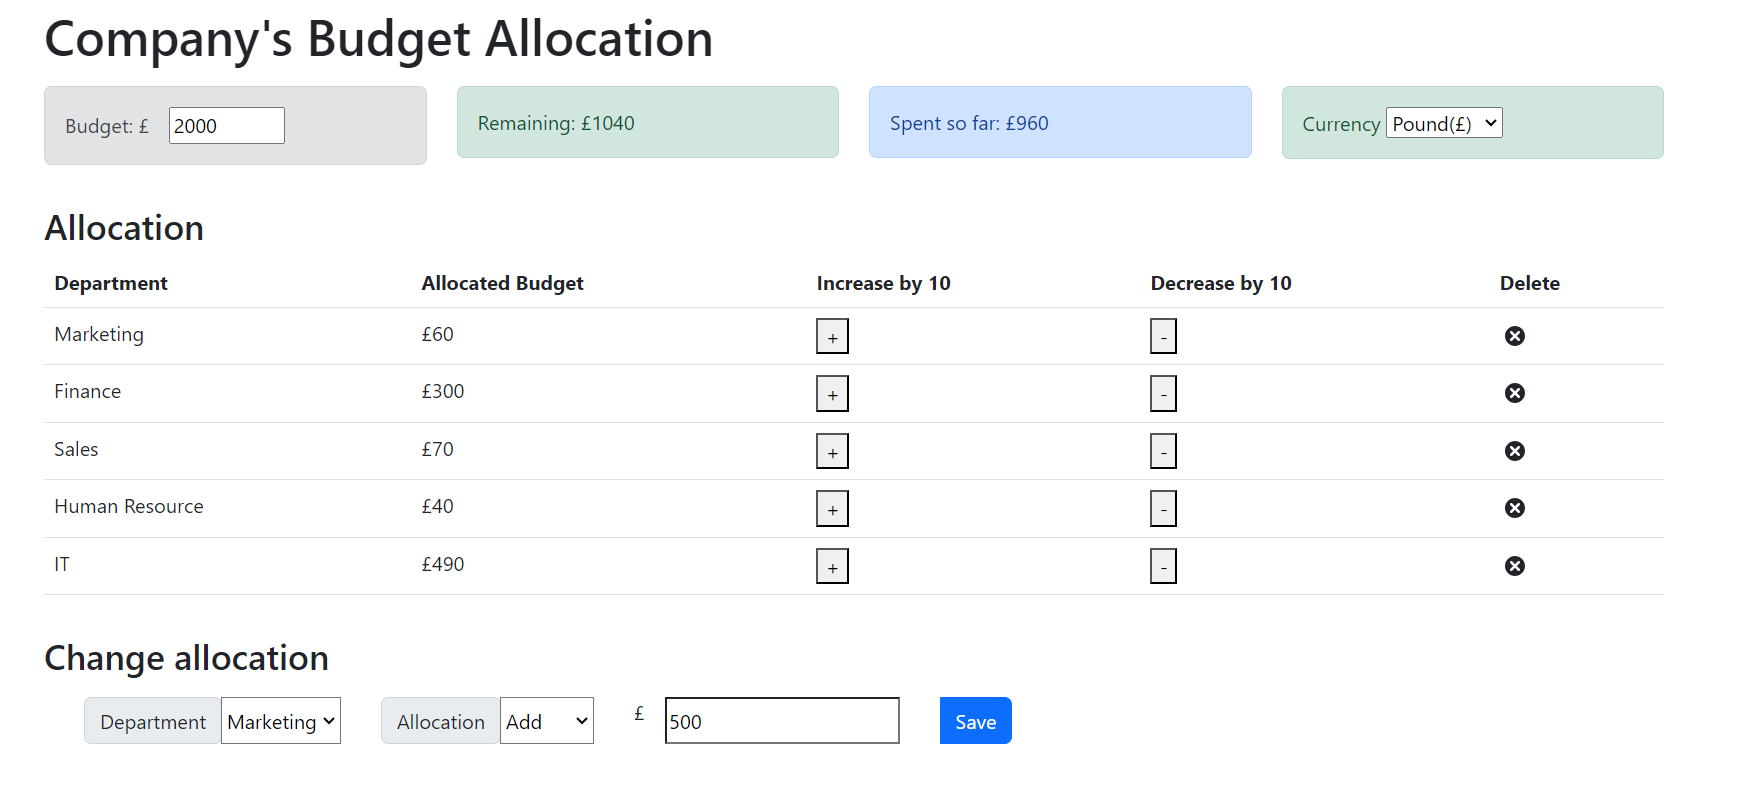 Company's Budget Allocation
Budget: £ 2000 Remaining: £1040 Spent so far: £960 Currency Pound(£)
Allocation
Department Allocated Budget Increase by 10 Decrease by 10 Delete
Marketing £60 + -
Finance £300 + -
Sales £70 + -
Human Resource £40 + -
IT £490 + -
Change allocation
Department Marketing Allocation Add £ 500 Save